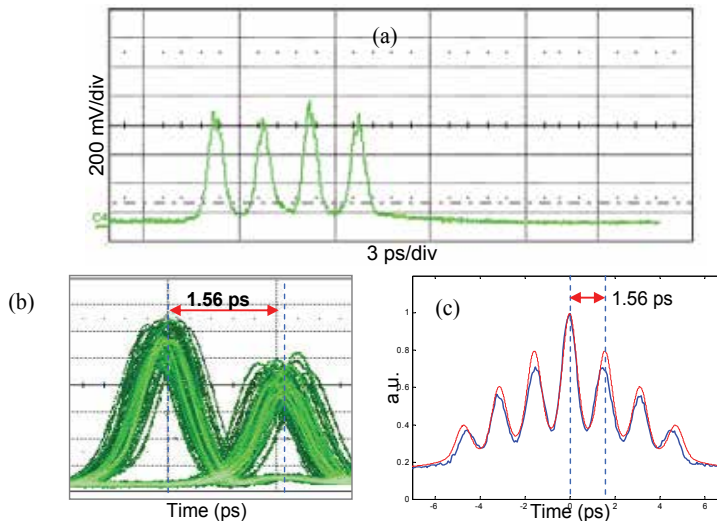 (a)
200 mV/div
C4
3 ps/div
(b)
1.56 ps
Time (ps)
(c)
1.56 ps
a.u.
1
0.8
0.6
0.4
0.2
0
-6 -4 -2 0 2 4 6
Time (ps)